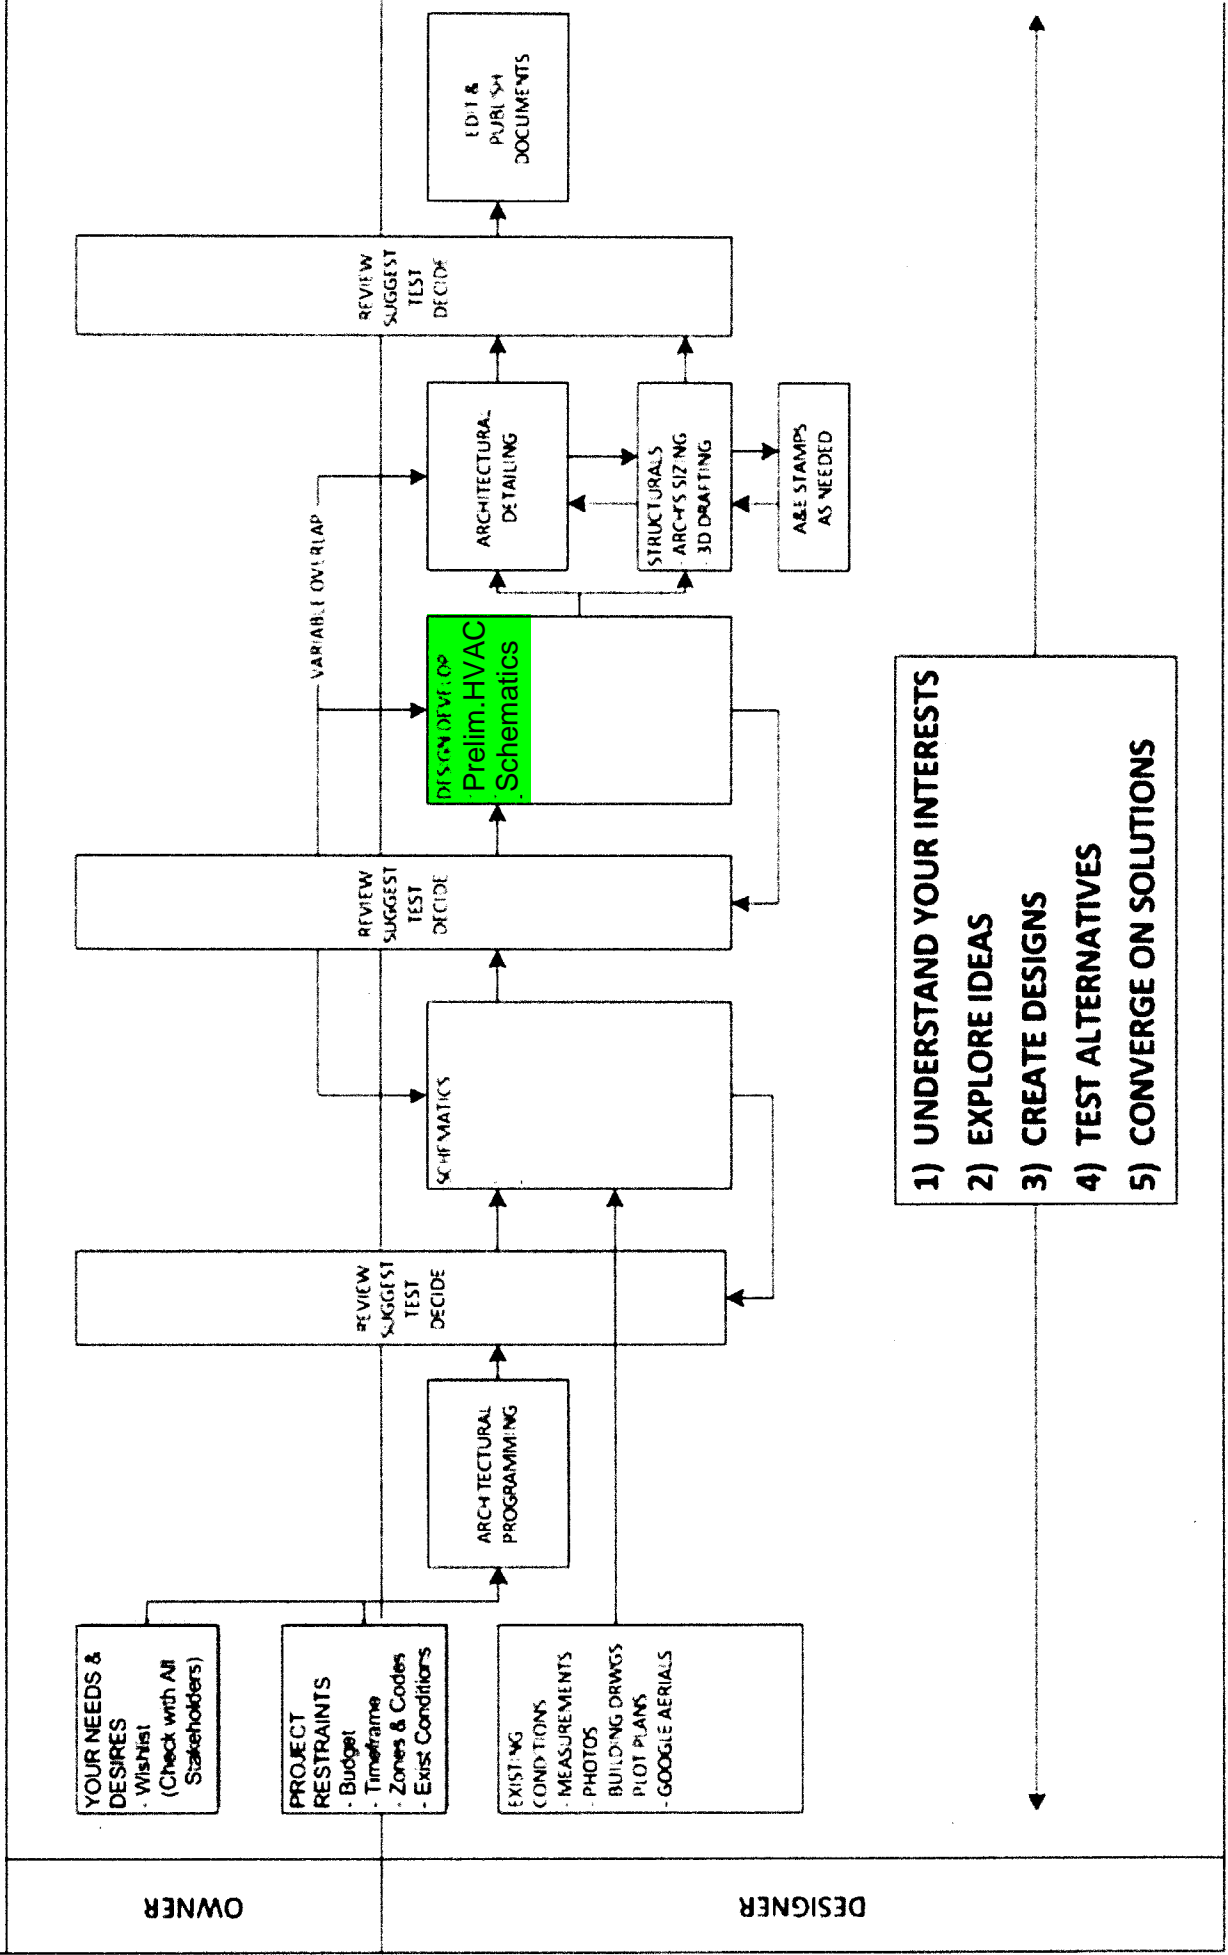 OWNER
DESIGNER
YOUR NEEDS &
DESIRES
- Wishlist
(Check with All
Stakeholders)
PROJECT
RESTRAINTS
- Budget
- Timeframe
- Zones & Codes
- Exist Conditions
EXISTING
CONDITIONS
- MEASUREMENTS
- PHOTOS
BUILDING DRWGS
PLOT PLANS
- GOOGLE AERIALS
ARCHITECTURAL
PROGRAMMING
REVIEW
SUGGEST
TEST
DECIDE
SCHEMATICS
REVIEW
SUGGEST
TEST
DECIDE
VARIABLE OVERLAP
DESIGN DEVELOP
- Prelim.HVAC
- Schematics
ARCHITECTURAL
DETAILING
STRUCTURALS
- ARCH'S SIZING
- 3D DRAFTING
A&E STAMPS
AS NEEDED
REVIEW
SUGGEST
TEST
DECIDE
EDIT &
PUBLISH
DOCUMENTS
1) UNDERSTAND YOUR INTERESTS
2) EXPLORE IDEAS
3) CREATE DESIGNS
4) TEST ALTERNATIVES
5) CONVERGE ON SOLUTIONS